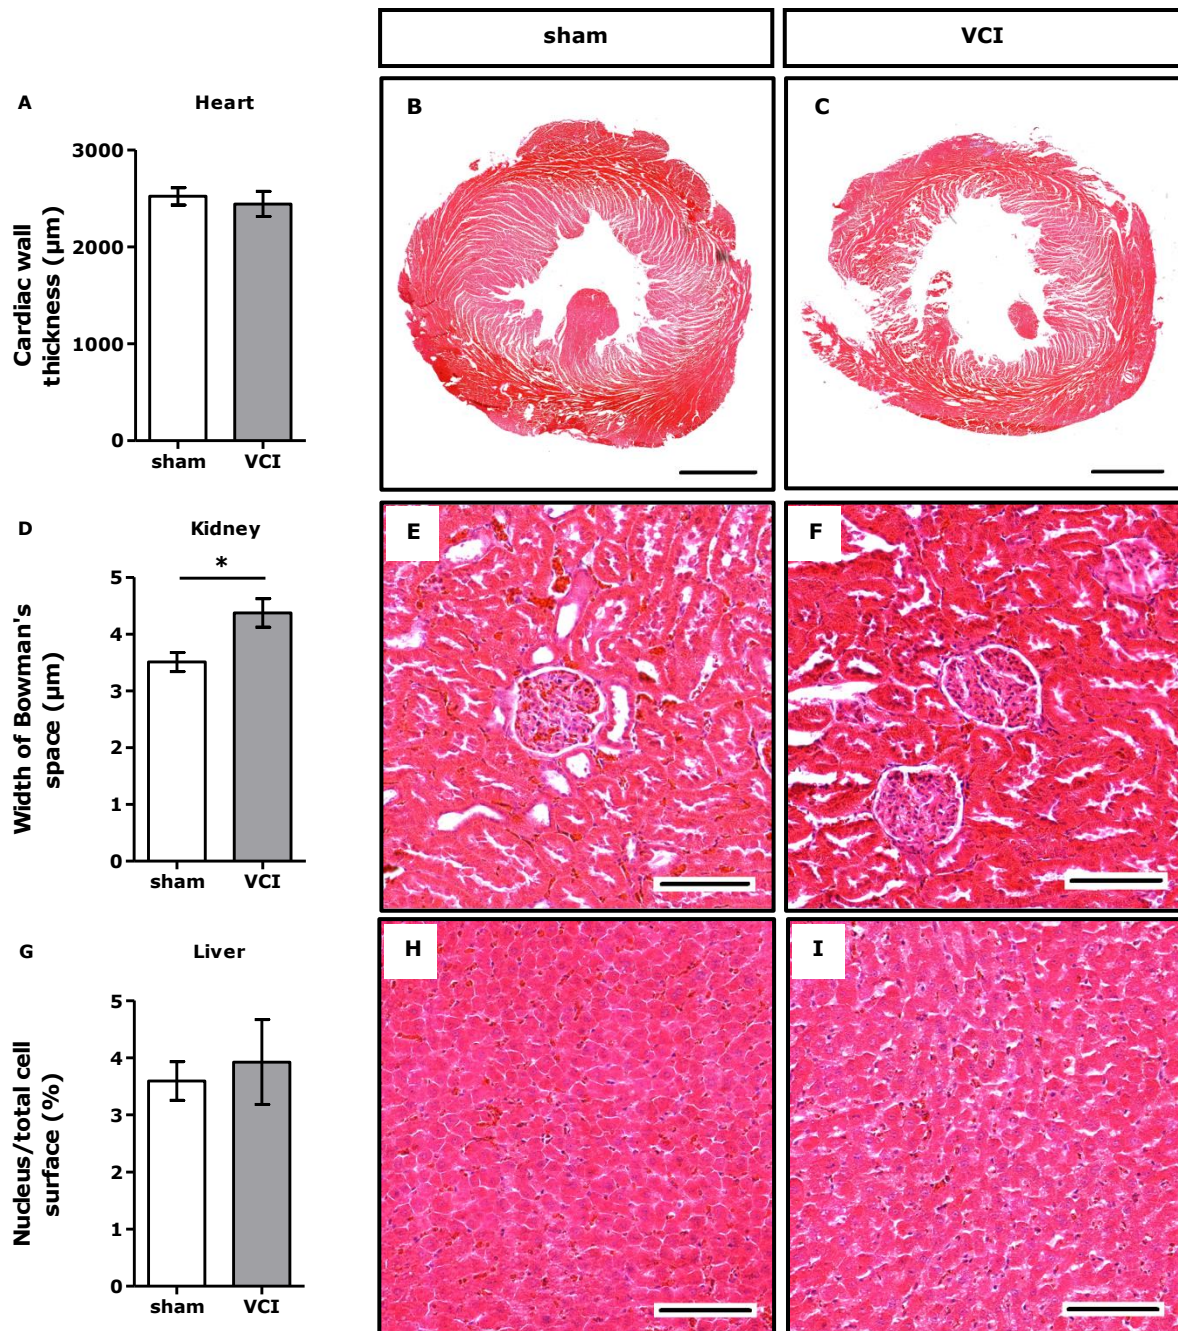 sham
VCI
A
Heart
Cardiac wall
thickness (µm)
3000
2000
1000
0
sham
VCI
B
C
D
Kidney
*
Width of Bowman's
space (µm)
5
4
3
2
1
0
sham
VCI
E
F
G
Liver
Nucleus/total cell
surface (%)
5
4
3
2
1
0
sham
VCI
H
I